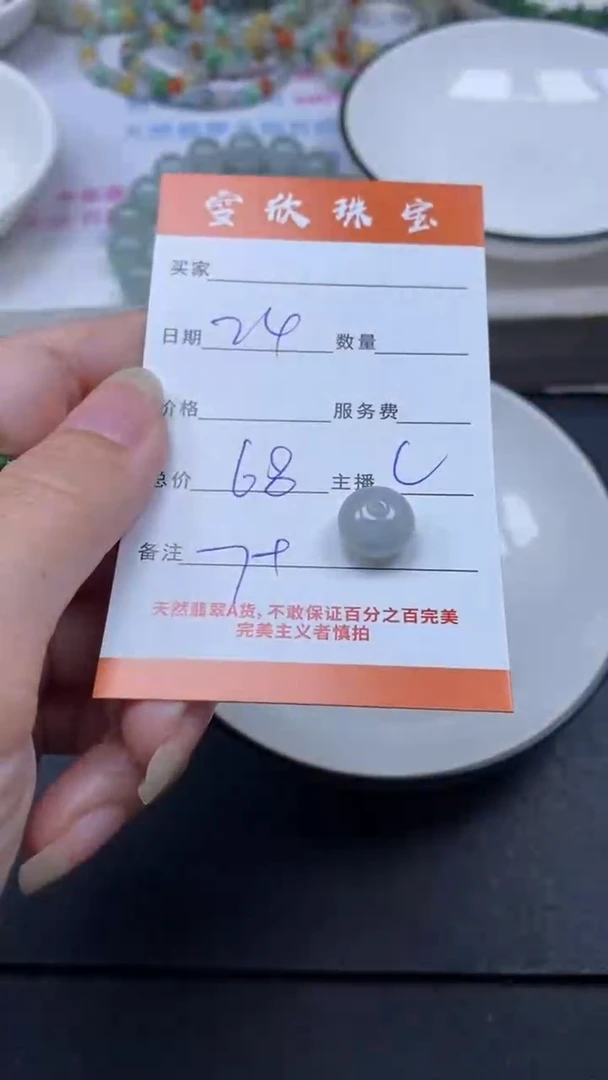 雯欣珠宝
买家
日期 24 数量
价格 服务费
总价 68 主播
备注
天然翡翠A货,不敢保证百分之百完美
完美主义者慎拍